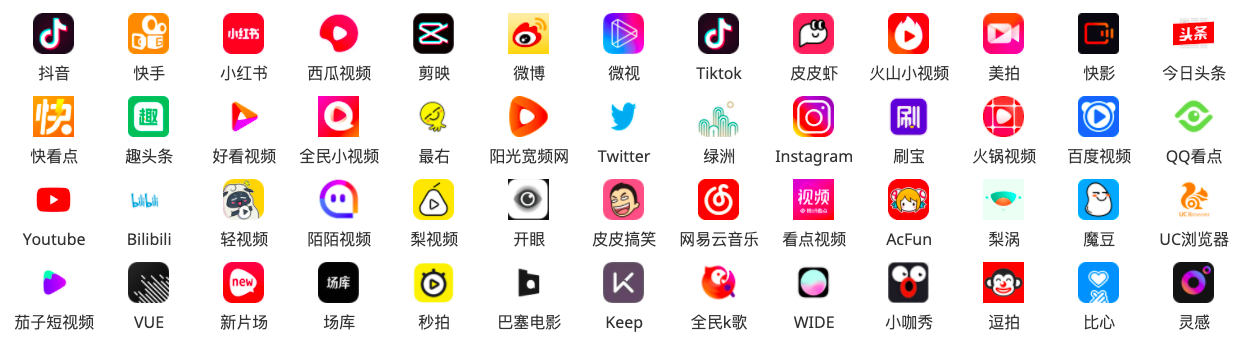 小红书
头条
抖音 快手 小红书 西瓜视频 剪映 微博 微视 Tiktok 皮皮虾 火山小视频 美拍 快影 今日头条
快 趣 刷
快看点 趣头条 好看视频 全民小视频 最右 阳光宽频网 Twitter 绿洲 Instagram 刷宝 火锅视频 百度视频 QQ看点
bilibili 视频
Youtube Bilibili 轻视频 陌陌视频 梨视频 开眼 皮皮搞笑 网易云音乐 看点视频 AcFun 梨涡 魔豆 UC浏览器
new 场库
茄子短视频 VUE 新片场 场库 秒拍 巴塞电影 Keep 全民k歌 WIDE 小咖秀 逗拍 比心 灵感